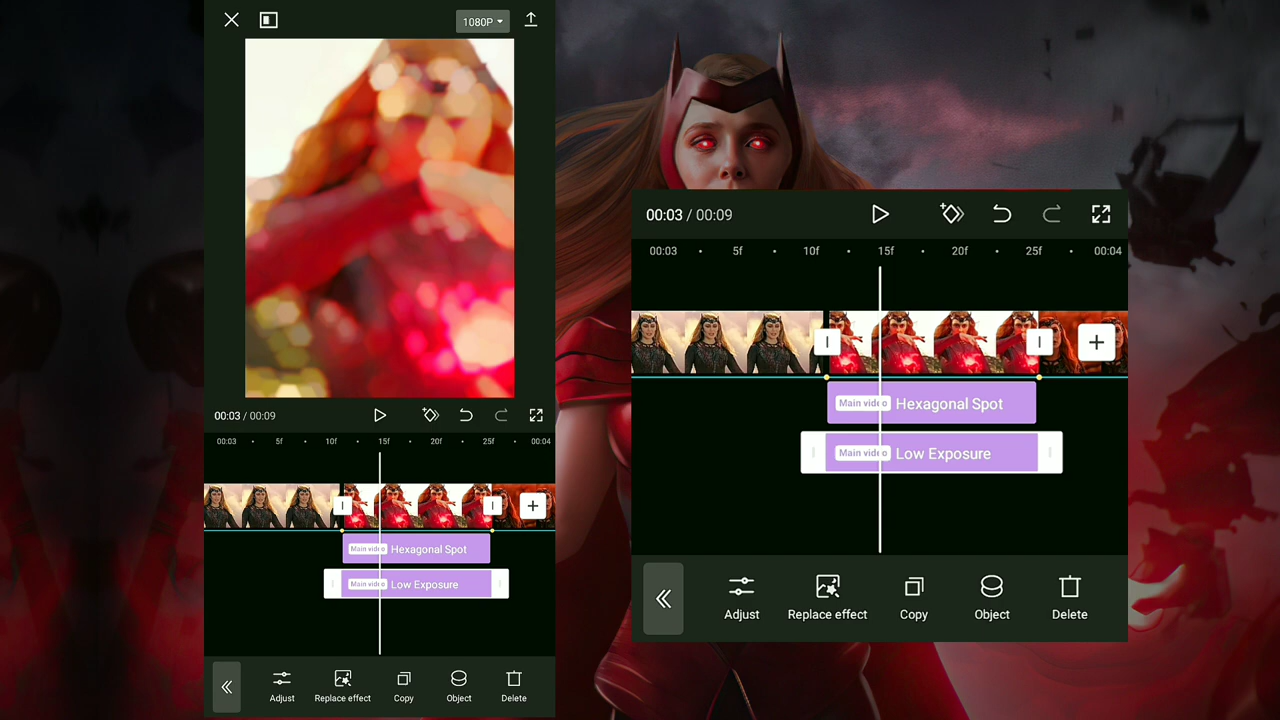 1080P
00:03 / 00:09
00:03 5f 10f 15f 20f 25f 00:04
Main video Hexagonal Spot
Main video Low Exposure
Adjust Replace effect Copy Object Delete
00:03 / 00:09
00:03 5f 10f 15f 20f 25f 00:04
Main video Hexagonal Spot
Main video Low Exposure
Adjust Replace effect Copy Object Delete